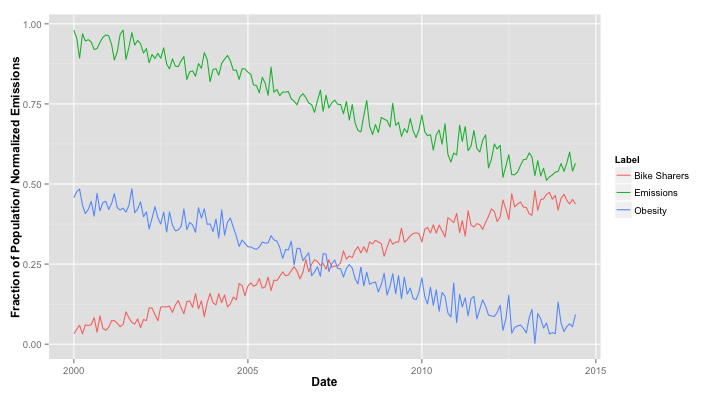 Fraction of Population/ Normalized Emissions
1.00
0.75
0.50
0.25
0.00
2000
2005
2010
2015
Date
Label
Bike Sharers
Emissions
Obesity